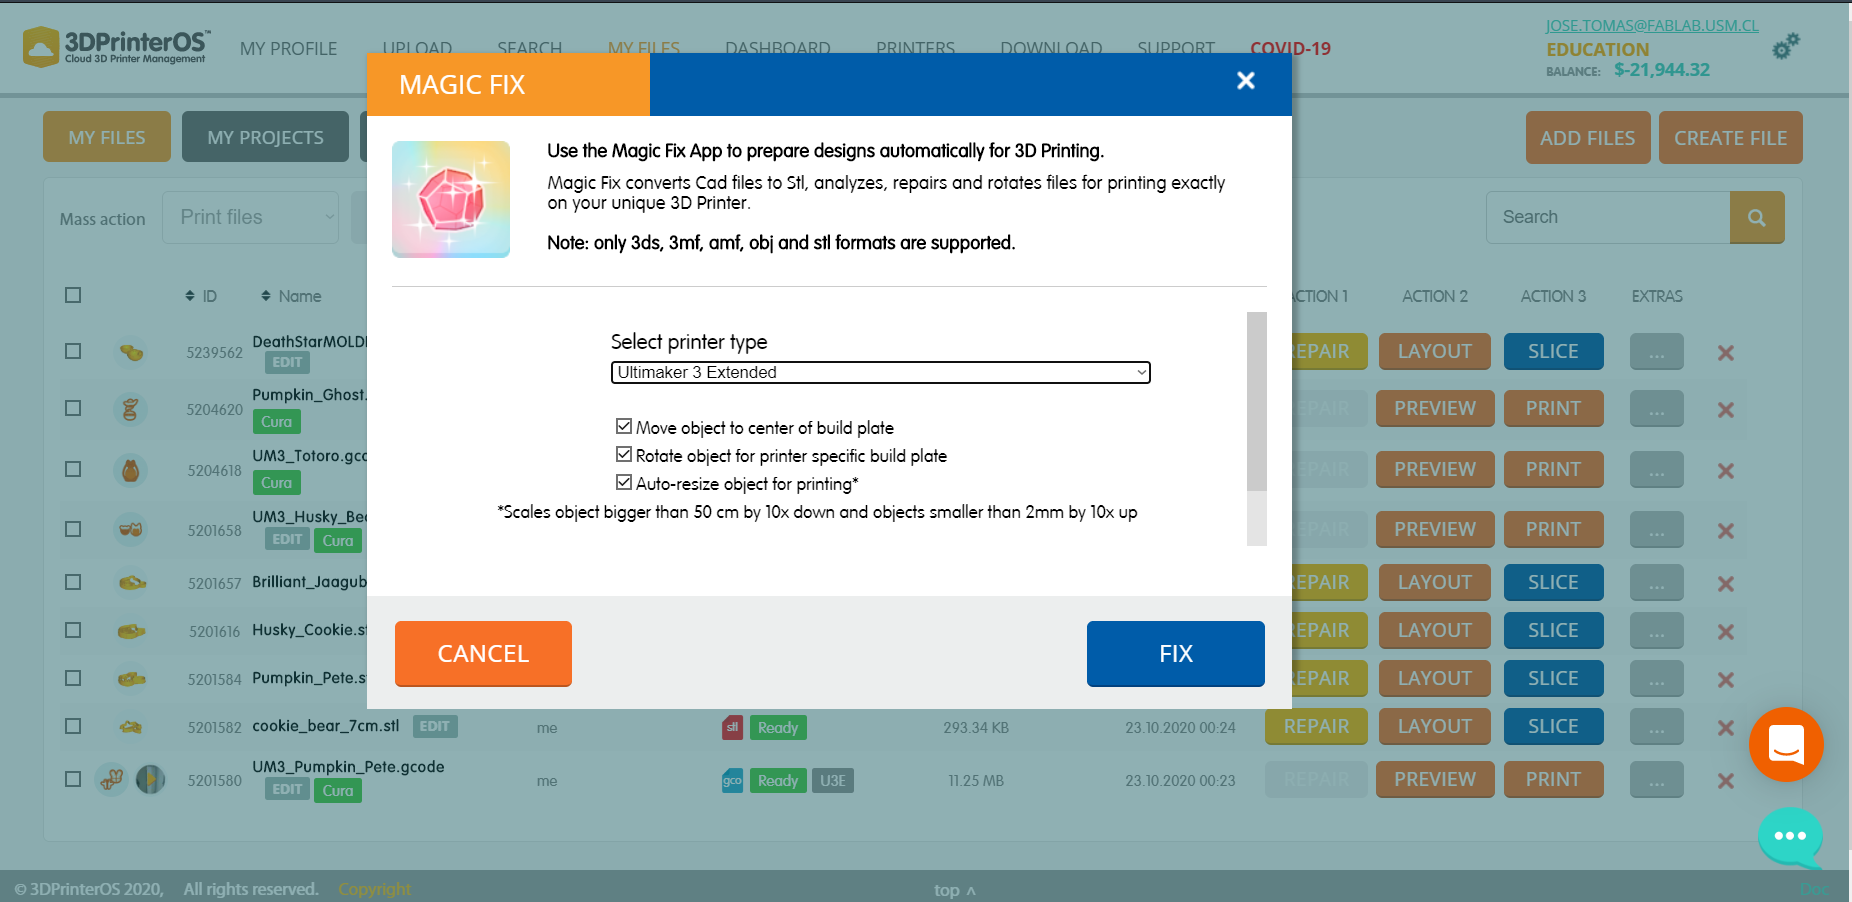 3DPrinterOS™
Cloud 3D Printer Management
MY PROFILE
UPLOAD
SEARCH
MY FILES
DASHBOARD
PRINTERS
DOWNLOAD
SUPPORT
COVID-19
JOSE.TOMAS@FABLAB.USM.CL
EDUCATION
BALANCE: $-21,944.32
MAGIC FIX
MY FILES
MY PROJECTS
ADD FILES
CREATE FILE
Use the Magic Fix App to prepare designs automatically for 3D Printing.
Magic Fix converts Cad files to Stl, analyzes, repairs and rotates files for printing exactly
on your unique 3D Printer.
Note: only 3ds, 3mf, amf, obj and stl formats are supported.
Mass action
Print files
Search
ID
Name
ACTION 1
ACTION 2
ACTION 3
EXTRAS
Select printer type
Ultimaker 3 Extended
Move object to center of build plate
Rotate object for printer specific build plate
Auto-resize object for printing*
*Scales object bigger than 50 cm by 10x down and objects smaller than 2mm by 10x up
CANCEL
FIX
5239562 DeathStarMOLD
EDIT
REPAIR LAYOUT SLICE ...
5204620 Pumpkin_Ghost.
Cura
REPAIR PREVIEW PRINT ...
5204618 UM3_Totoro.gco
Cura
REPAIR PREVIEW PRINT ...
5201658 UM3_Husky_Bea
EDIT Cura
REPAIR PREVIEW PRINT ...
5201657 Brilliant_Jaagub
REPAIR LAYOUT SLICE ...
5201616 Husky_Cookie.st
REPAIR LAYOUT SLICE ...
5201584 Pumpkin_Pete.st
REPAIR LAYOUT SLICE ...
5201582 cookie_bear_7cm.stl EDIT me stl Ready 293.34 KB 23.10.2020 00:24 REPAIR LAYOUT SLICE ...
5201580 UM3_Pumpkin_Pete.gcode
EDIT Cura
me gco Ready U3E 11.25 MB 23.10.2020 00:23 REPAIR PREVIEW PRINT ...
© 3DPrinterOS 2020, All rights reserved. Copyright
top ^
Doc